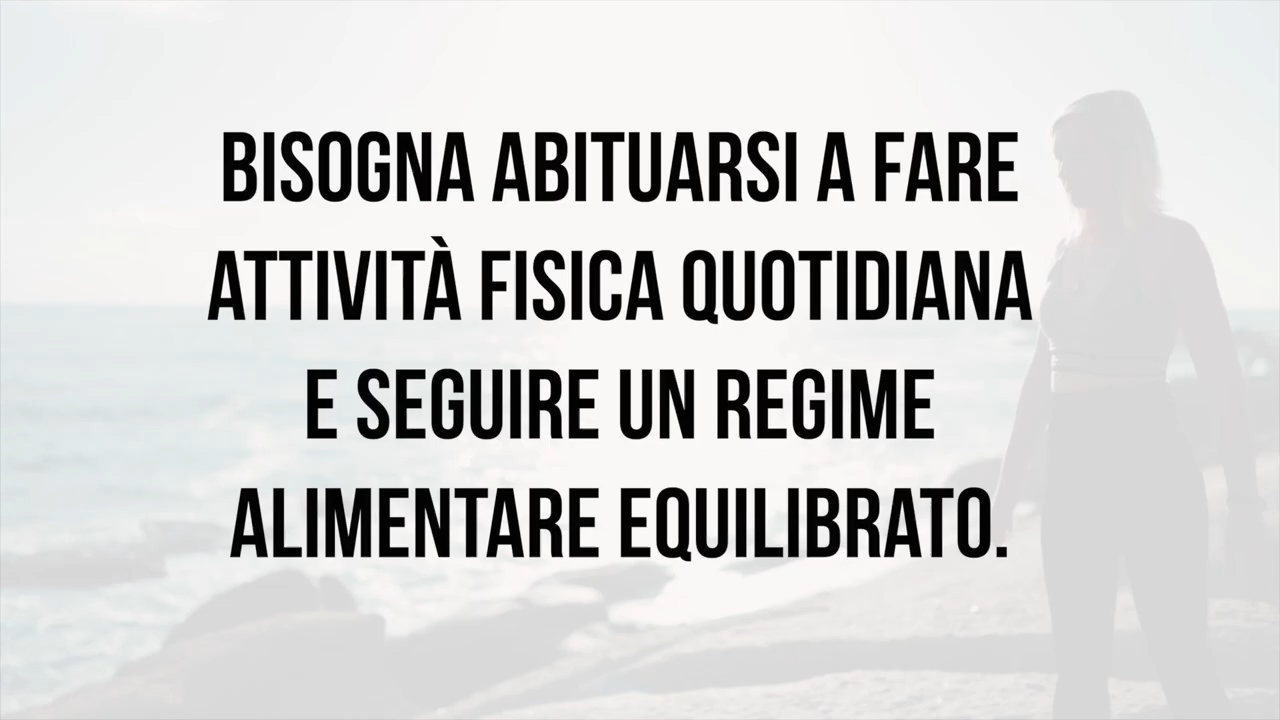 BISOGNA ABITUARSI A FARE
ATTIVITÀ FISICA QUOTIDIANA
E SEGUIRE UN REGIME
ALIMENTARE EQUILIBRATO.